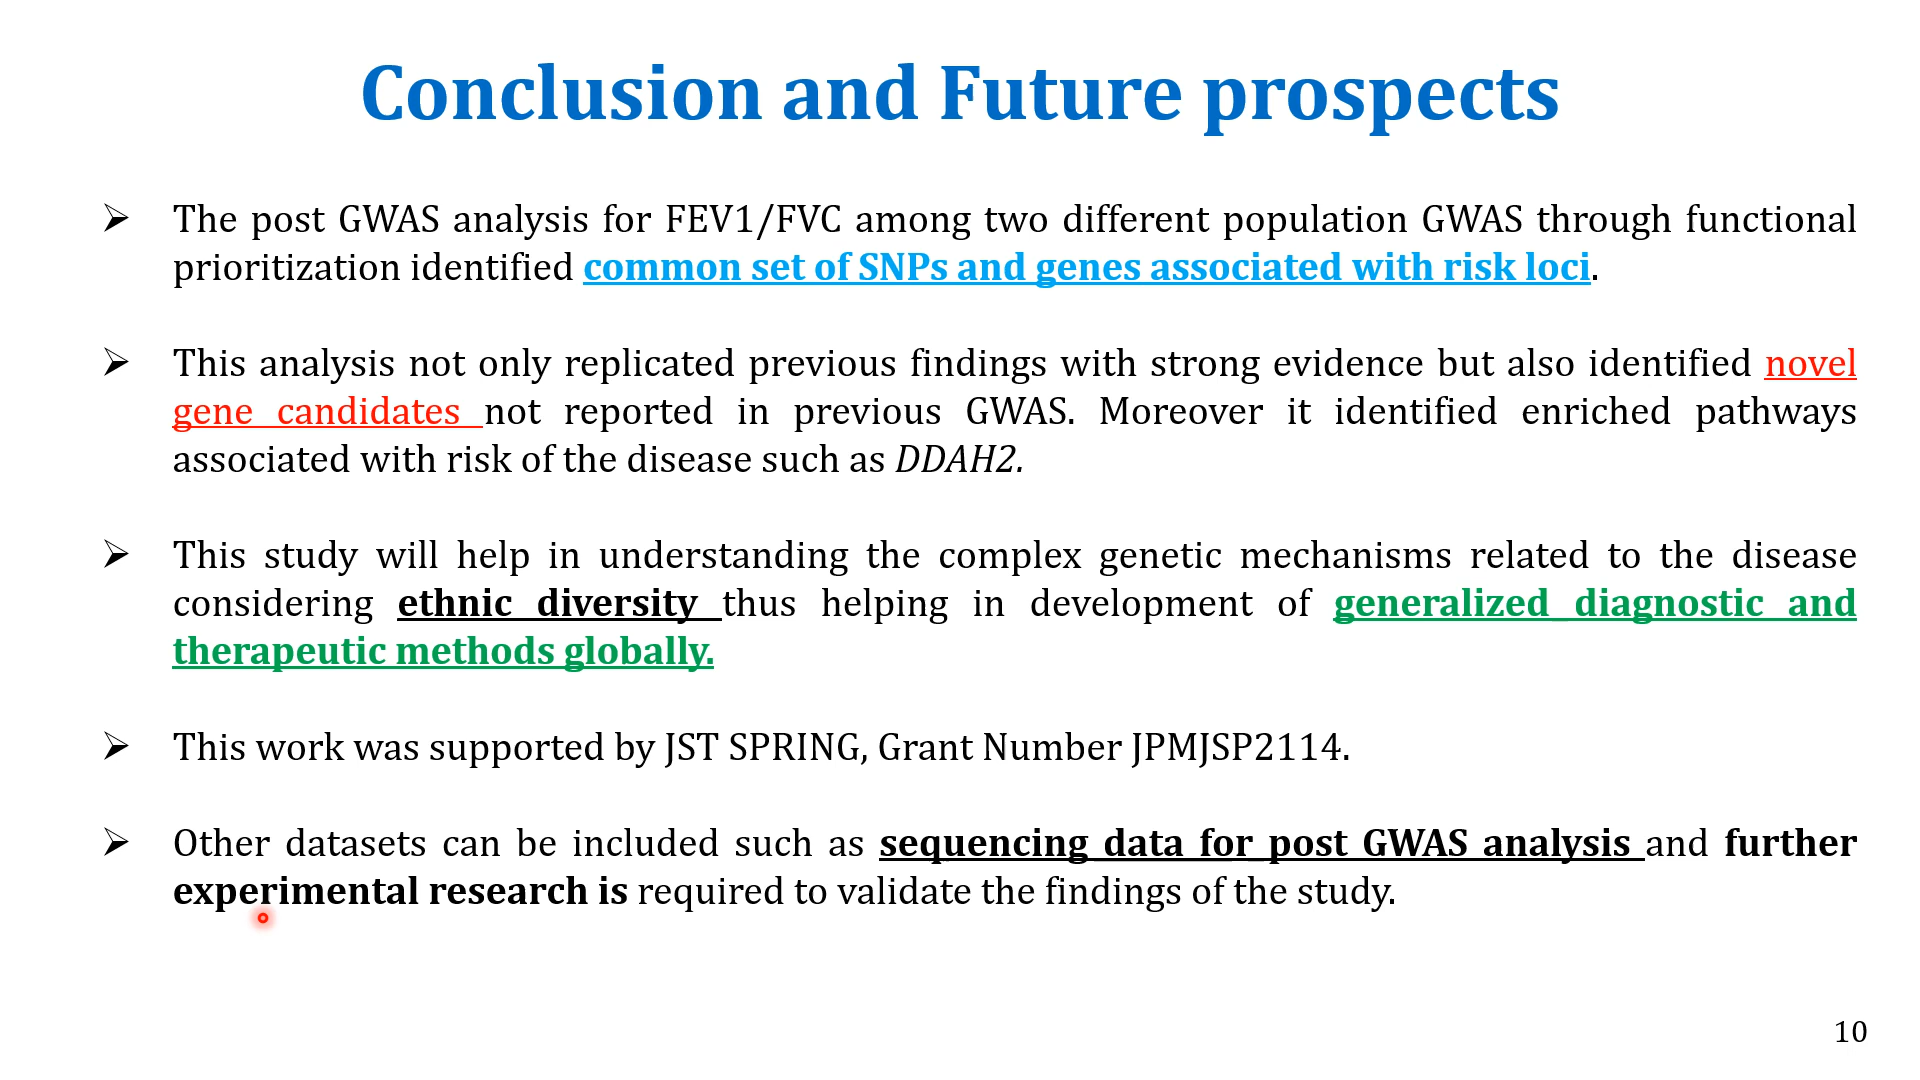 Conclusion and Future prospects
➢ The post GWAS analysis for FEV1/FVC among two different population GWAS through functional
prioritization identified common set of SNPs and genes associated with risk loci.
➢ This analysis not only replicated previous findings with strong evidence but also identified novel
gene candidates not reported in previous GWAS. Moreover it identified enriched pathways
associated with risk of the disease such as DDAH2.
➢ This study will help in understanding the complex genetic mechanisms related to the disease
considering ethnic diversity thus helping in development of generalized diagnostic and
therapeutic methods globally.
➢ This work was supported by JST SPRING, Grant Number JPMJSP2114.
➢ Other datasets can be included such as sequencing data for post GWAS analysis and further
experimental research is required to validate the findings of the study.
10